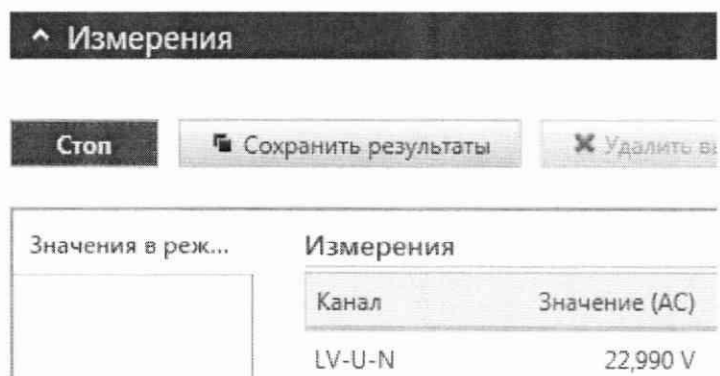 Измерения
Стоп Сохранить результаты Удалить
Значения в реж... Измерения
Канал Значение (AC)
LV-U-N 22,990 V